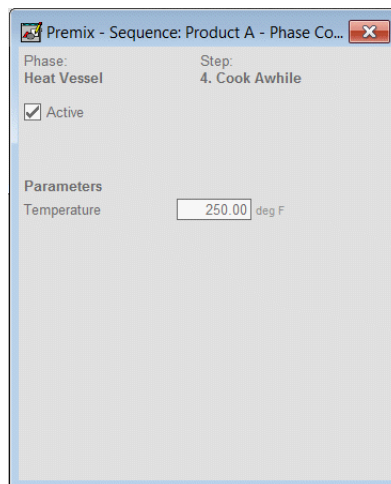 Premix - Sequence: Product A - Phase Co...
Phase: Step:
Heat Vessel 4. Cook Awhile
Active
Parameters
Temperature 250.00 deg F